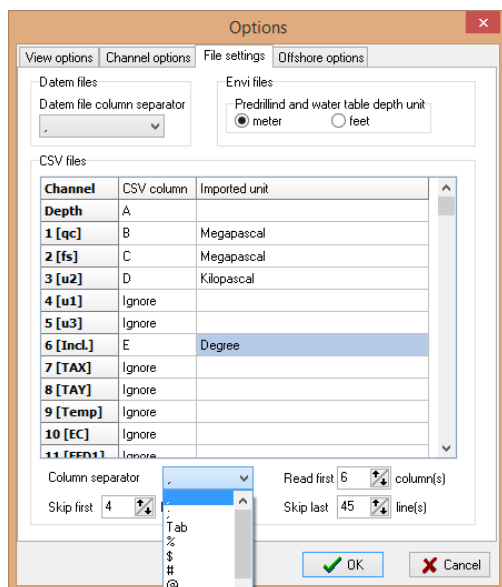 Options
View options Channel options File settings Offshore options
Datem files
Datem file column separator
,
Envi files
Predrillind and water table depth unit
meter feet
CSV files
Channel CSV column Imported unit
Depth A
1 [qc] B Megapascal
2 [fs] C Megapascal
3 [u2] D Kilopascal
4 [u1] Ignore
5 [u3] Ignore
6 [Incl.] E Degree
7 [TAX] Ignore
8 [TAY] Ignore
9 [Temp] Ignore
10 [EC] Ignore
Ignore
Column separator , Read first 6 column(s)
Skip first 4 Skip last 45 line(s)
,
;
Tab
%
$
#
@
OK Cancel